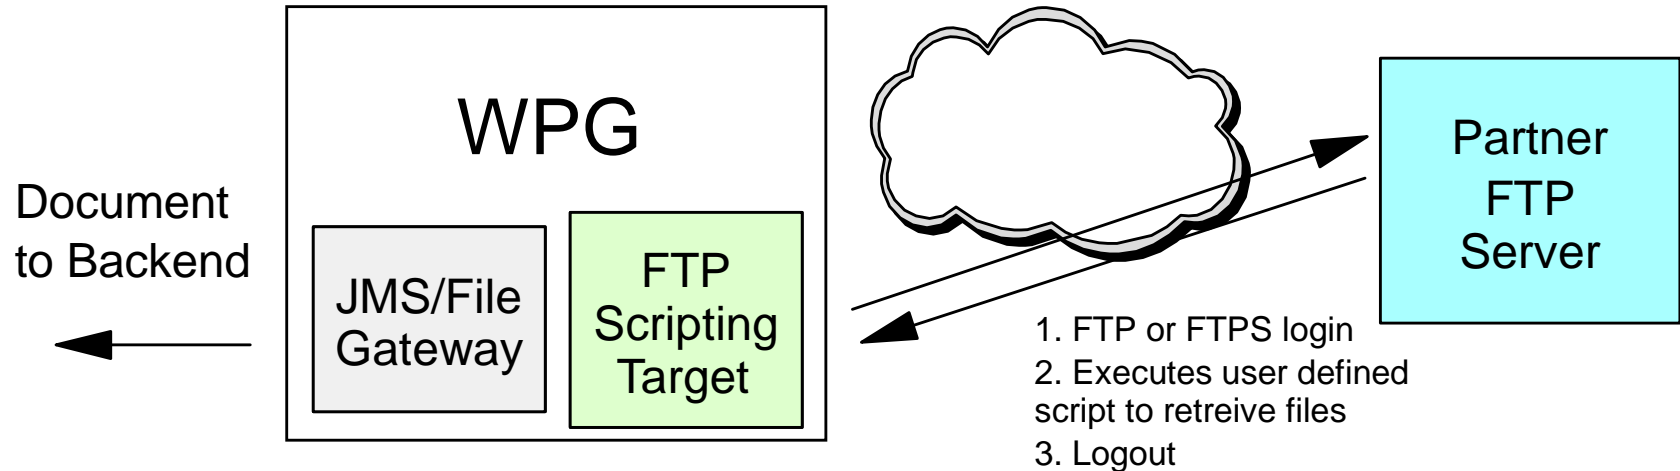 WPG
Document
to Backend
JMS/File
Gateway
FTP
Scripting
Target
Partner
FTP
Server
1. FTP or FTPS login
2. Executes user defined
script to retreive files
3. Logout